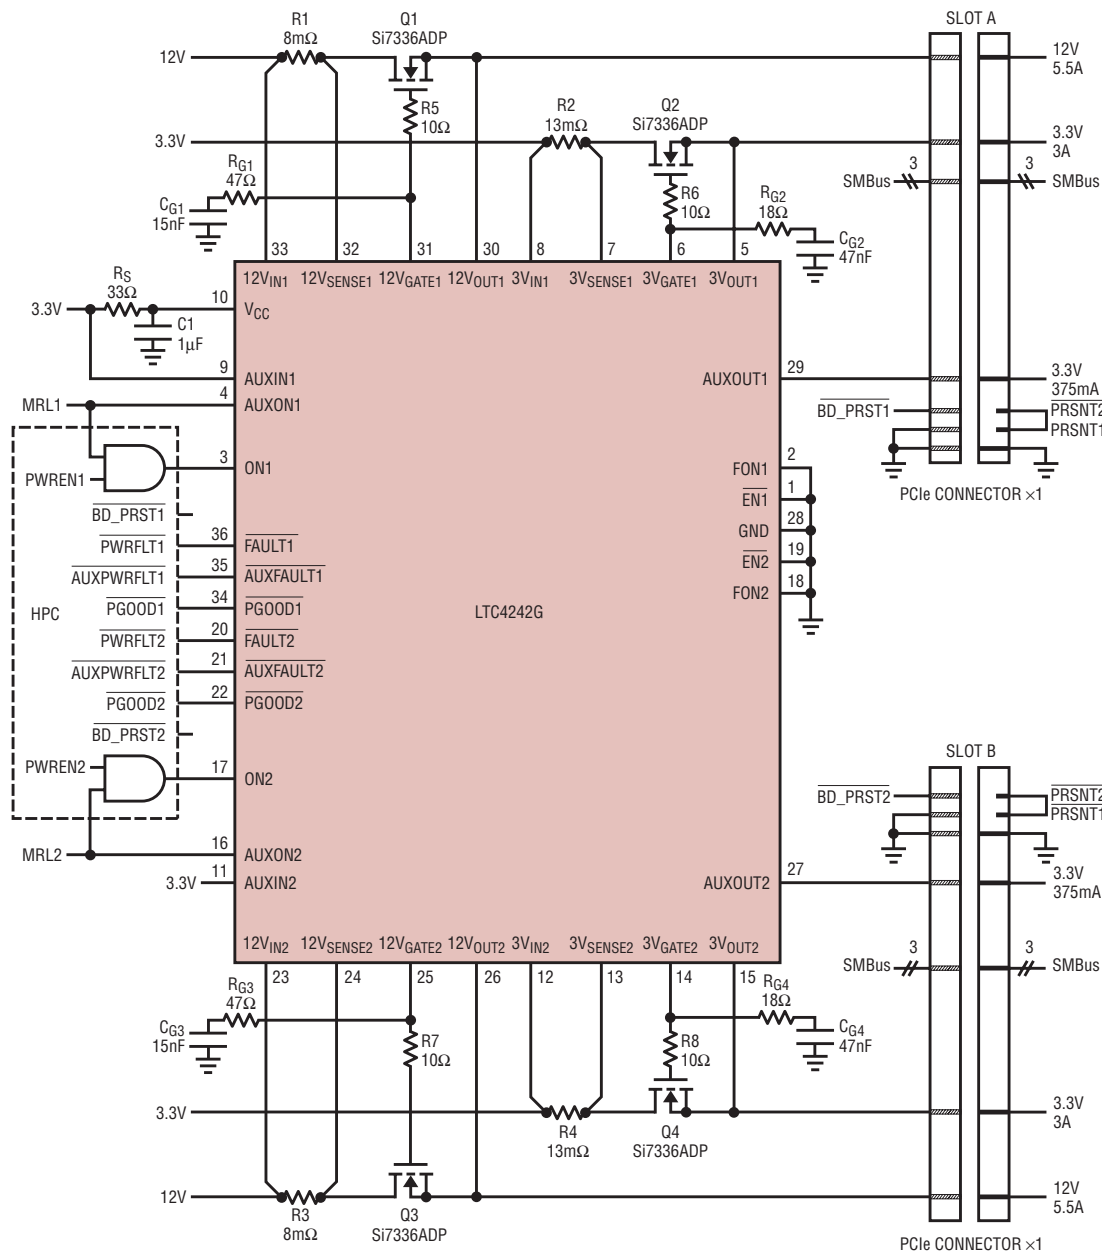 R1
8mΩ
Q1
Si7336ADP
SLOT A
12V
12V
5.5A
R5
10Ω
R2
13mΩ
Q2
Si7336ADP
3.3V
3.3V
3A
RG1
47Ω
CG1
15nF
R6
10Ω
RG2
18Ω
CG2
47nF
SMBus
3
3
SMBus
33
32
31
30
8
7
6
5
12VIN1
12VSENSE1
12VGATE1
12VOUT1
3VIN1
3VSENSE1
3VGATE1
3VOUT1
RS
33Ω
3.3V
10
VCC
C1
1μF
9
AUXIN1
AUXOUT1
29
3.3V
375mA
MRL1
4
AUXON1
BD_PRST1
PRSNT2
PRSNT1
PWREN1
3
ON1
FON1
2
BD_PRST1
EN1
1
PCIe CONNECTOR ×1
PWRFLT1
36
FAULT1
GND
28
AUXPWRFLT1
35
AUXFAULT1
EN2
19
HPC
PGOOD1
34
PGOOD1
LTC4242G
FON2
18
PWRFLT2
20
FAULT2
AUXPWRFLT2
21
AUXFAULT2
PGOOD2
22
PGOOD2
BD_PRST2
PWREN2
17
ON2
SLOT B
BD_PRST2
PRSNT2
PRSNT1
MRL2
16
AUXON2
3.3V
11
AUXIN2
AUXOUT2
27
3.3V
375mA
12VIN2
12VSENSE2
12VGATE2
12VOUT2
3VIN2
3VSENSE2
3VGATE2
3VOUT2
23
24
25
26
12
13
14
15
SMBus
3
3
SMBus
RG3
47Ω
CG3
15nF
R7
10Ω
R8
10Ω
RG4
18Ω
CG4
47nF
3.3V
R4
13mΩ
Q4
Si7336ADP
3.3V
3A
12V
R3
8mΩ
Q3
Si7336ADP
12V
5.5A
PCIe CONNECTOR ×1